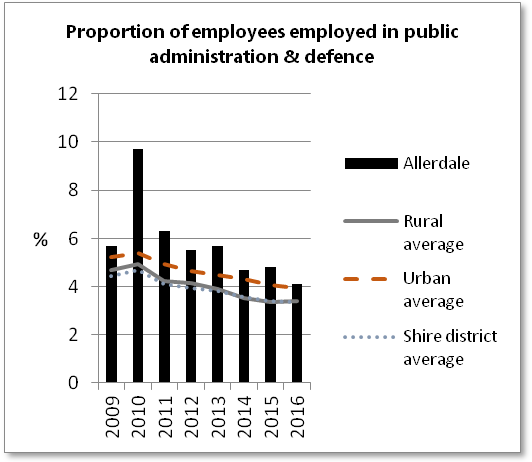 Proportion of employees employed in public
administration & defence
12
10
8
6
4
2
0
%
2009
2010
2011
2012
2013
2014
2015
2016
Allerdale
Rural
average
Urban
average
Shire district
average